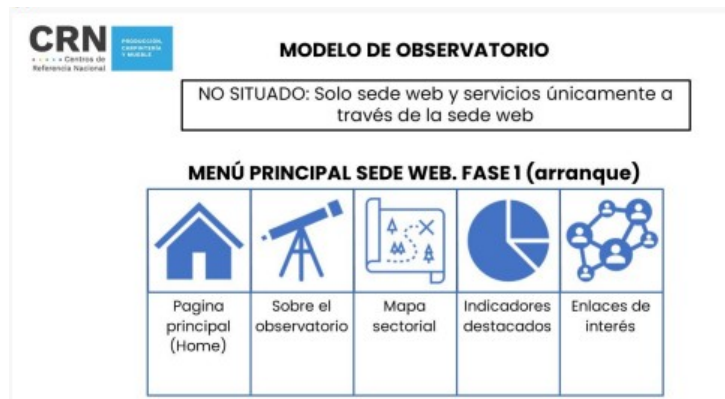 CRN
Centros de
Referencia Nacional
PRODUCCIÓN,
CARPINTERÍA
Y MUEBLE
MODELO DE OBSERVATORIO
NO SITUADO: Solo sede web y servicios únicamente a
través de la sede web
MENÚ PRINCIPAL SEDE WEB. FASE 1 (arranque)
Pagina
principal
(Home)
Sobre el
observatorio
Mapa
sectorial
Indicadores
destacados
Enlaces de
interés